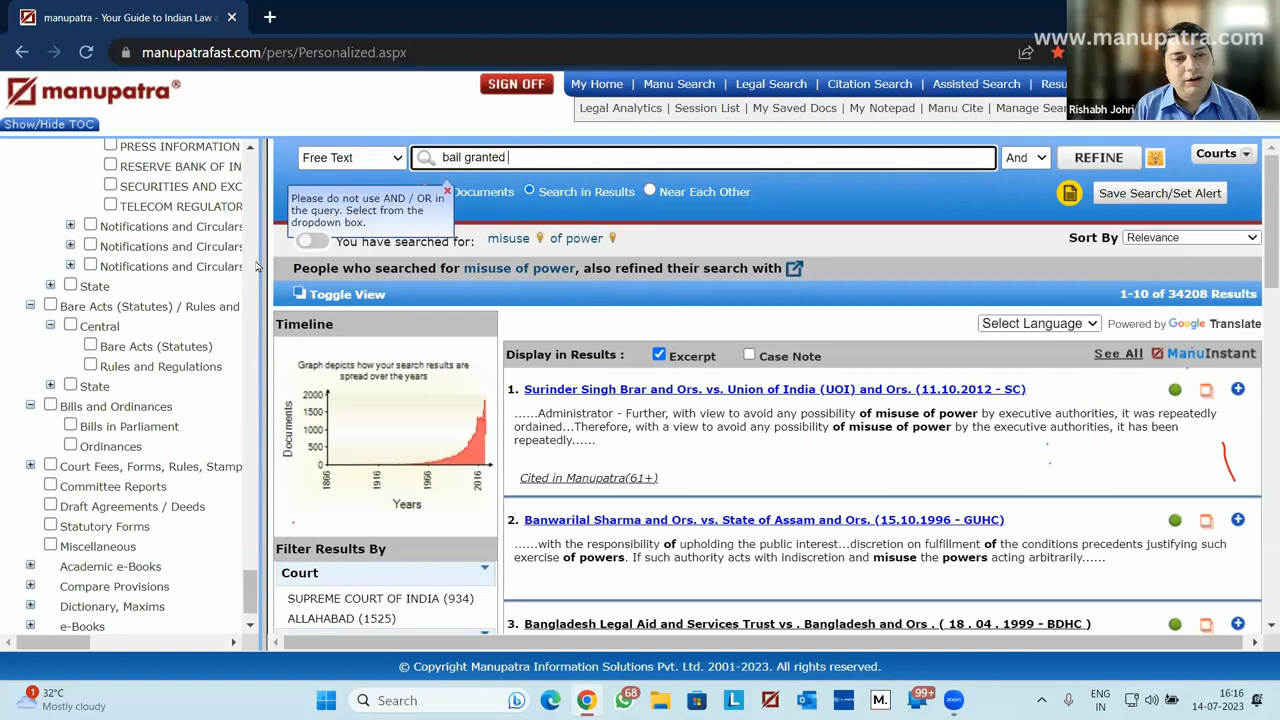 manupatra - Your Guide to Indian Law
manupatrafast.com/pers/Personalized.aspx
www.manupatra.com
Rishabh Johri
manupatra®
SIGN OFF
My Home
Manu Search
Legal Search
Citation Search
Assisted Search
Legal Analytics
Session List
My Saved Docs
My Notepad
Manu Cite
Show/Hide TOC
PRESS INFORMATION
RESERVE BANK OF IN
SECURITIES AND EXC
TELECOM REGULATOR
Notifications and Circulars
Notifications and Circulars
Notifications and Circulars
State
Bare Acts (Statutes) / Rules and
Central
Bare Acts (Statutes)
Rules and Regulations
State
Bills and Ordinances
Bills in Parliament
Ordinances
Court Fees, Forms, Rules, Stamp
Committee Reports
Draft Agreements / Deeds
Statutory Forms
Miscellaneous
Academic e-Books
Compare Provisions
Dictionary, Maxims
e-Books
Free Text
bail granted
And
REFINE
Courts
Please do not use AND / OR in
the query. Select from the
dropdown box.
Documents
Search in Results
Near Each Other
Save Search/Set Alert
You have searched for: misuse of power
Sort By Relevance
People who searched for misuse of power, also refined their search with
Toggle View
1-10 of 34208 Results
Timeline
Graph depicts how your search results are
spread over the years
Documents
2000
1500
1000
500
0
1866
1916
1966
2016
Years
Filter Results By
Court
SUPREME COURT OF INDIA (934)
ALLAHABAD (1525)
Select Language
Powered by Google Translate
Display in Results :
Excerpt
Case Note
See All
ManuInstant
1. Surinder Singh Brar and Ors. vs. Union of India (UOI) and Ors. (11.10.2012 - SC)
......Administrator - Further, with view to avoid any possibility of misuse of power by executive authorities, it was repeatedly
ordained...Therefore, with a view to avoid any possibility of misuse of power by the executive authorities, it has been
repeatedly......
Cited in Manupatra(61+)
2. Banwarilal Sharma and Ors. vs. State of Assam and Ors. (15.10.1996 - GUHC)
......with the responsibility of upholding the public interest...discretion on fulfillment of the conditions precedents justifying such
exercise of powers. If such authority acts with indiscretion and misuse the powers acting arbitrarily......
3. Bangladesh Legal Aid and Services Trust vs . Bangladesh and Ors . ( 18 . 04 . 1999 - BDHC )
© Copyright Manupatra Information Solutions Pvt. Ltd. 2001-2023. All rights reserved.
1
32°C
Mostly cloudy
Search
68
L
M.
99+
ENG
IN
16:16
14-07-2023